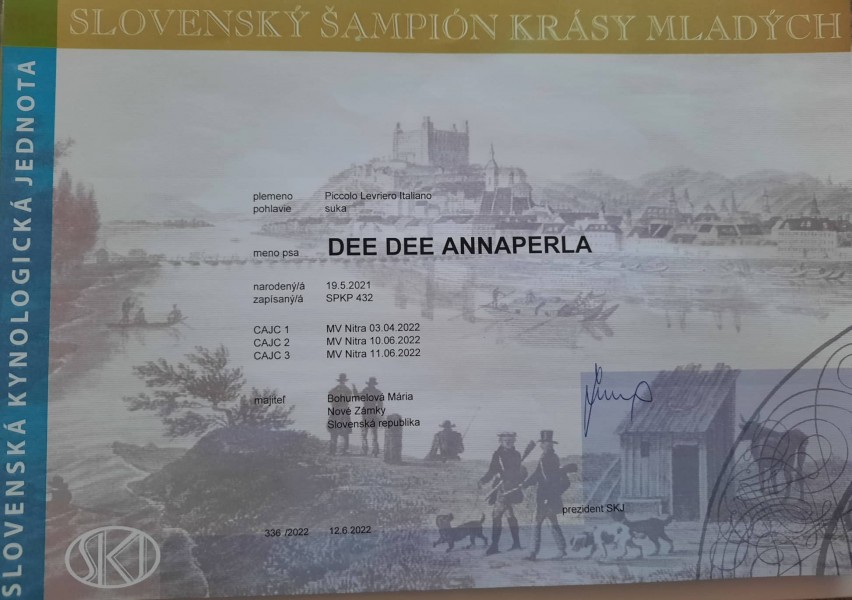 SLOVENSKÝ ŠAMPIÓN KRÁSY MLADÝCH
SLOVENSKÁ KYNOLOGICKÁ JEDNOTA
plemeno Piccolo Levriero Italiano
pohlavie suka
meno psa DEE DEE ANNAPERLA
narodený/á 19.5.2021
zapísaný/á SPKP 432
CAJC 1 MV Nitra 03.04.2022
CAJC 2 MV Nitra 10.06.2022
CAJC 3 MV Nitra 11.06.2022
majiteľ Bohumelová Mária
Nové Zámky
Slovenská republika
prezident SKJ
336 /2022 12.6.2022
SKJ